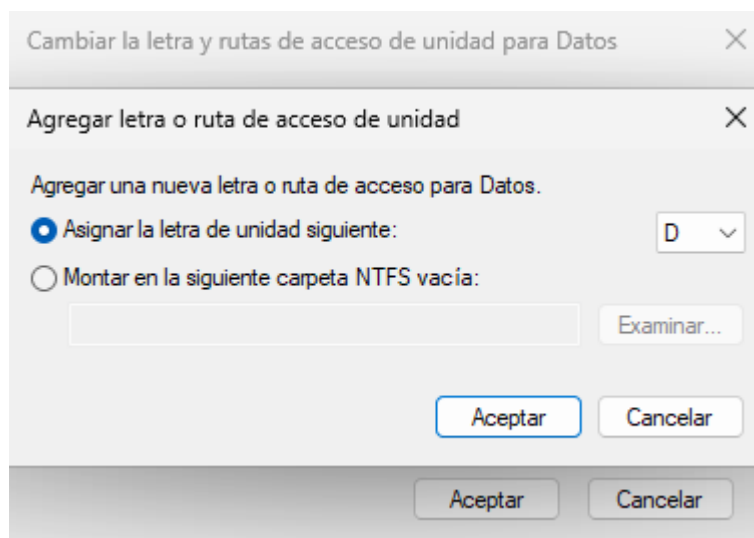 Cambiar la letra y rutas de acceso de unidad para Datos
Agregar letra o ruta de acceso de unidad
Agregar una nueva letra o ruta de acceso para Datos.
Asignar la letra de unidad siguiente:
D
Montar en la siguiente carpeta NTFS vacía:
Examinar...
Aceptar
Cancelar
Aceptar
Cancelar